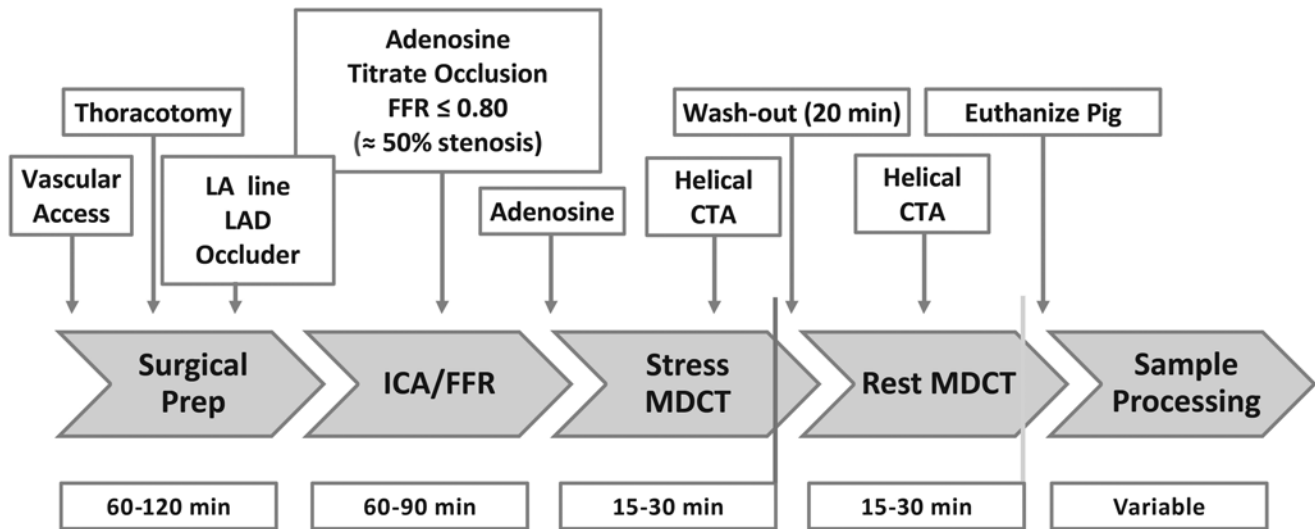 Adenosine
Titrate Occlusion
FFR ≤ 0.80
(≈ 50% stenosis)
Thoracotomy
Wash-out (20 min)
Euthanize Pig
Vascular
Access
LA line
LAD
Occluder
Adenosine
Helical
CTA
Helical
CTA
Surgical
Prep
ICA/FFR
Stress
MDCT
Rest MDCT
Sample
Processing
60-120 min
60-90 min
15-30 min
15-30 min
Variable